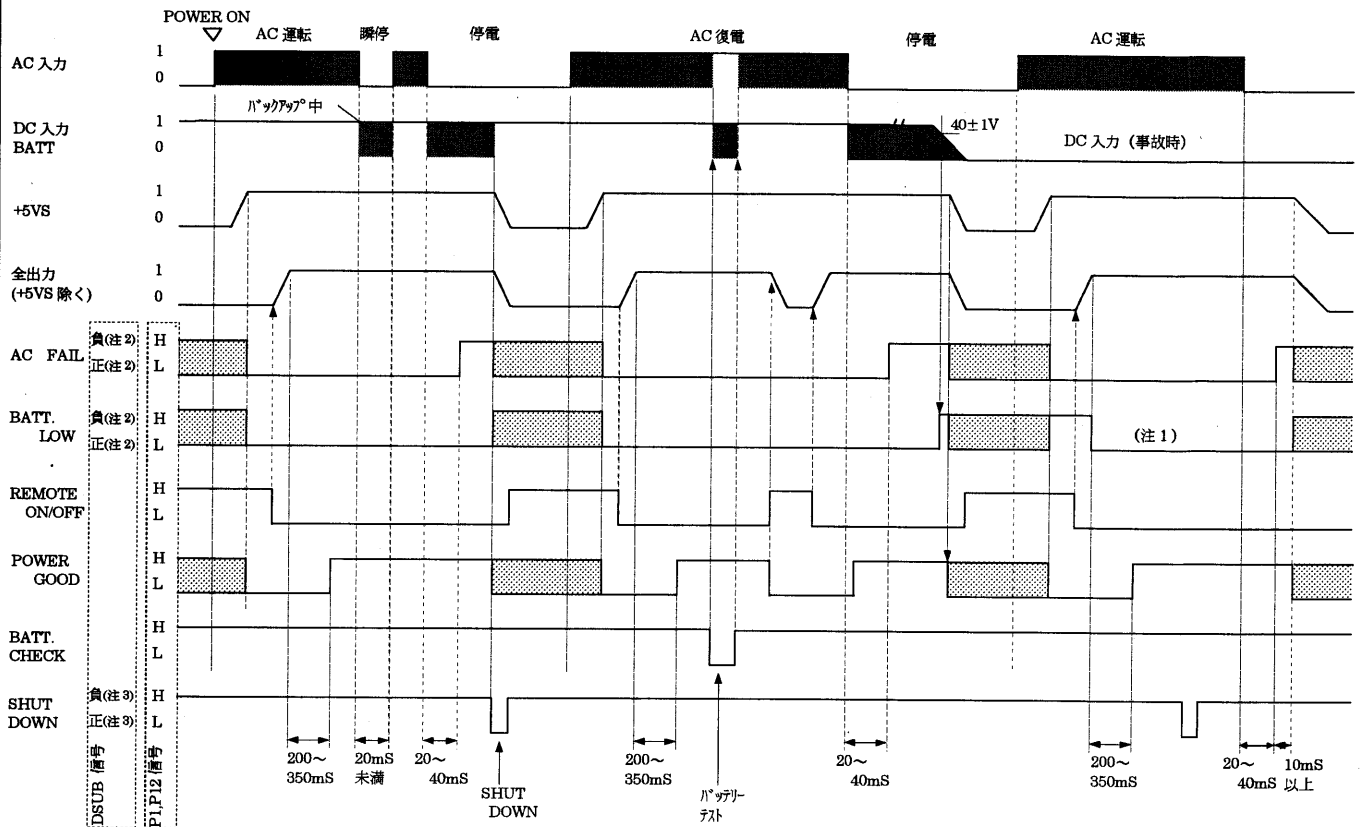 POWER ON
AC 運転 瞬停 停電 AC 復電 停電 AC 運転
AC 入力 1
0
バックアップ中
DC 入力 1
BATT 0
40±1V
DC 入力 (事故時)
+5VS 1
0
全出力 1
(+5VS 除く) 0
AC FAIL 負(注2) H
正(注2) L
BATT. 負(注2) H
LOW 正(注2) L
(注1)
REMOTE H
ON/OFF L
POWER H
GOOD L
BATT. H
CHECK L
SHUT 負(注3) H
DOWN 正(注3) L
DSUB 信号
P1,P12 信号
200～
350mS
20mS
未満
20～
40mS
SHUT
DOWN
200～
350mS
バッテリー
テスト
20～
40mS
200～
350mS
20～
40mS
10mS
以上